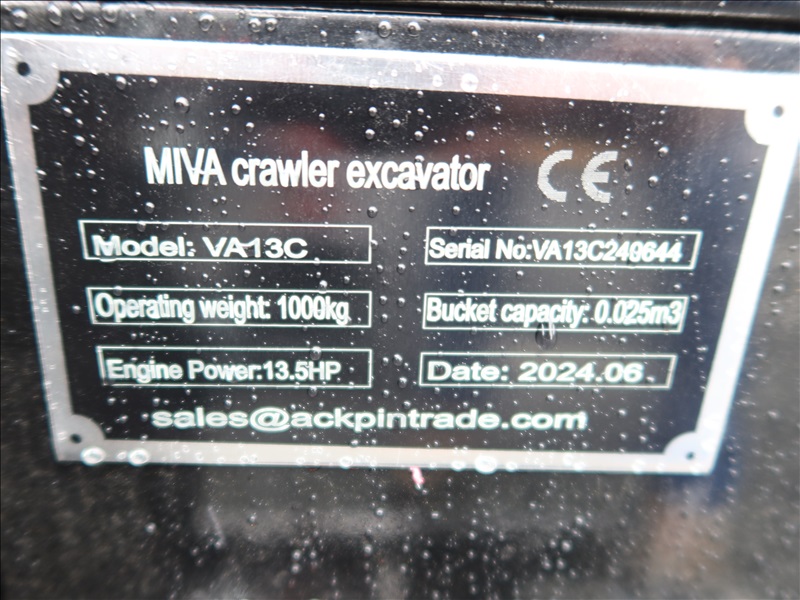 MIVA crawler excavator CE
Model: VA13C
Serial No:VA13C240644
Operating weight: 1000kg
Bucket capacity: 0.025m3
Engine Power:13.5HP
Date: 2024.06
sales@ackpintrade.com